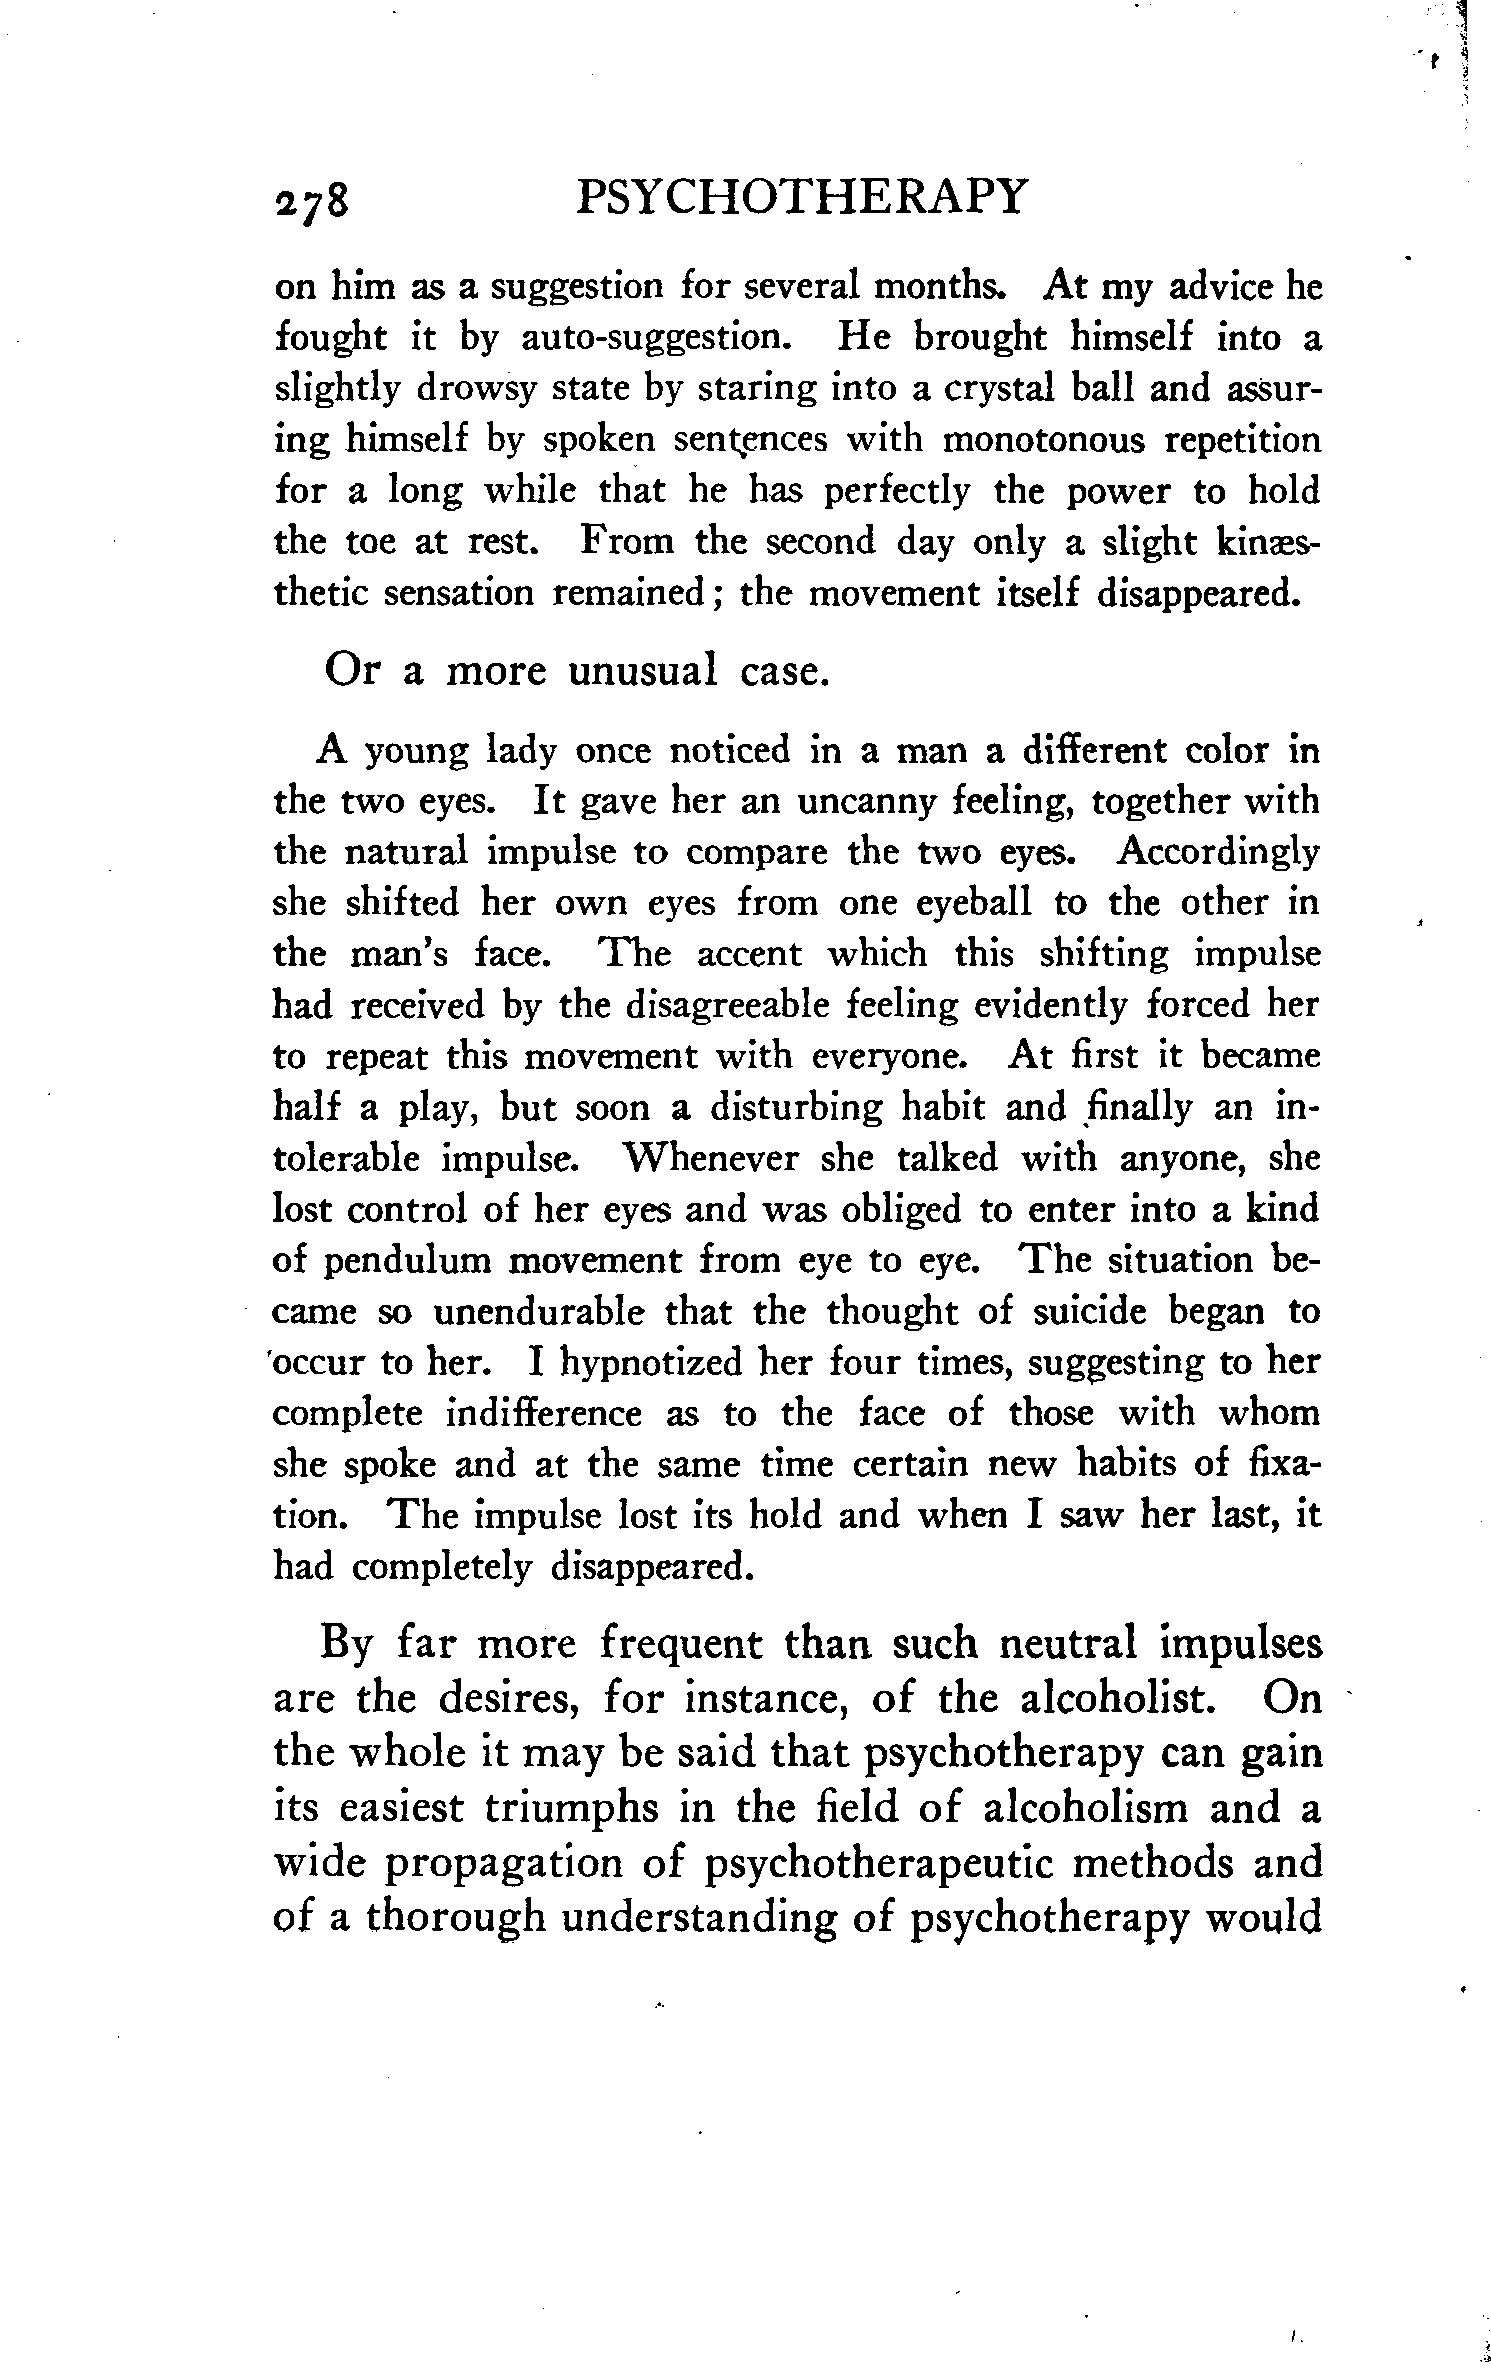 278 PSYCHOTHERAPY
on him as a suggestion for several months. At my advice he
fought it by auto-suggestion. He brought himself into a
slightly drowsy state by staring into a crystal ball and assur-
ing himself by spoken sentences with monotonous repetition
for a long while that he has perfectly the power to hold
the toe at rest. From the second day only a slight kinæs-
thetic sensation remained; the movement itself disappeared.
Or a more unusual case.
A young lady once noticed in a man a different color in
the two eyes. It gave her an uncanny feeling, together with
the natural impulse to compare the two eyes. Accordingly
she shifted her own eyes from one eyeball to the other in
the man's face. The accent which this shifting impulse
had received by the disagreeable feeling evidently forced her
to repeat this movement with everyone. At first it became
half a play, but soon a disturbing habit and finally an in-
tolerable impulse. Whenever she talked with anyone, she
lost control of her eyes and was obliged to enter into a kind
of pendulum movement from eye to eye. The situation be-
came so unendurable that the thought of suicide began to
occur to her. I hypnotized her four times, suggesting to her
complete indifference as to the face of those with whom
she spoke and at the same time certain new habits of fixa-
tion. The impulse lost its hold and when I saw her last, it
had completely disappeared.
By far more frequent than such neutral impulses
are the desires, for instance, of the alcoholist. On
the whole it may be said that psychotherapy can gain
its easiest triumphs in the field of alcoholism and a
wide propagation of psychotherapeutic methods and
of a thorough understanding of psychotherapy would